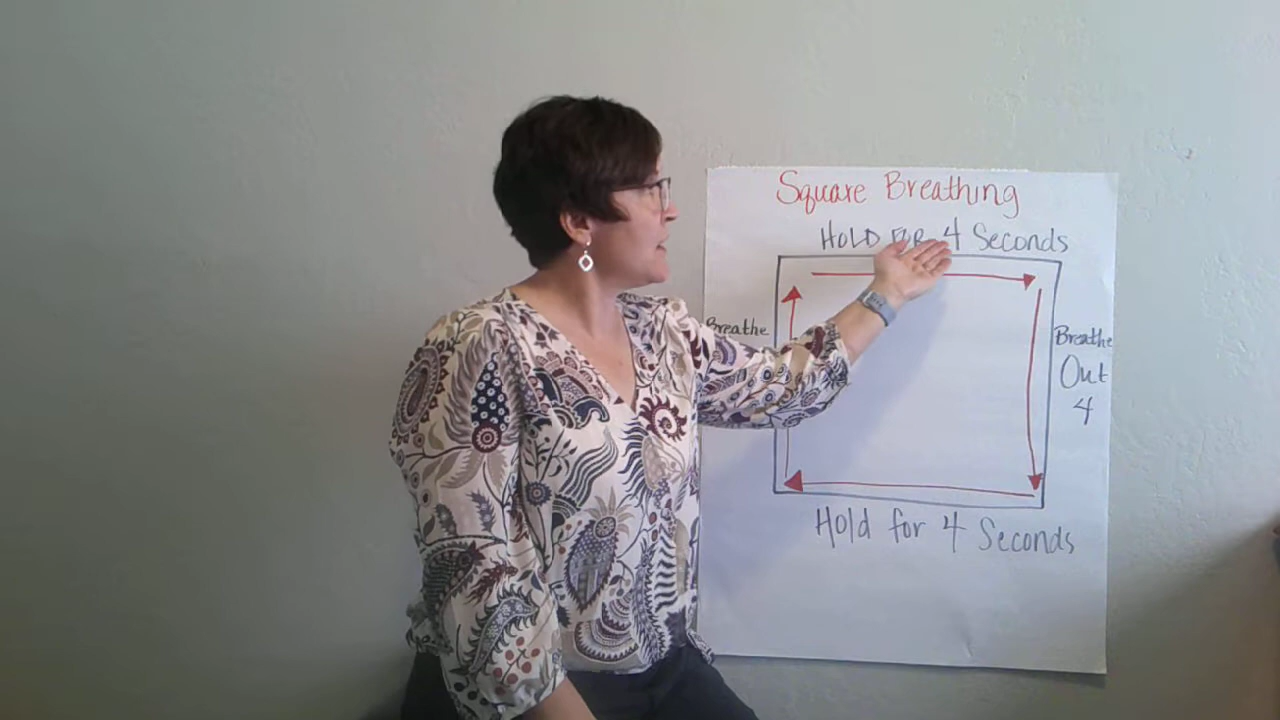 Square Breathing
HOLD FOR 4 Seconds
Breathe
Breathe
Out
4
Hold for 4 Seconds